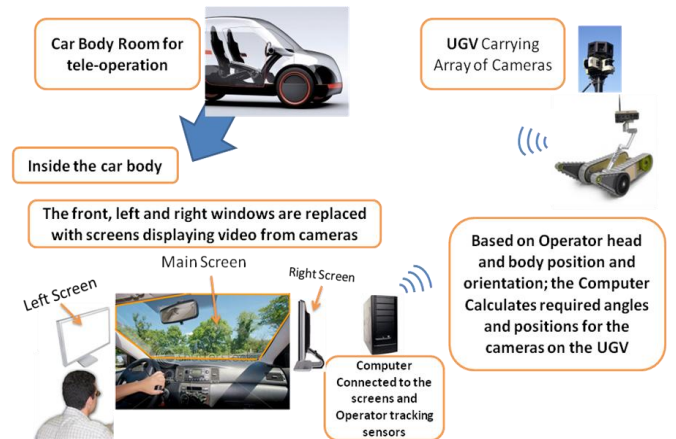 Car Body Room for
tele-operation
UGV Carrying
Array of Cameras
Inside the car body
The front, left and right windows are replaced
with screens displaying video from cameras
Main Screen
Right Screen
Left Screen
Based on Operator head
and body position and
orientation; the Computer
Calculates required angles
and positions for the
cameras on the UGV
Computer
Connected to the
screens and
Operator tracking
sensors